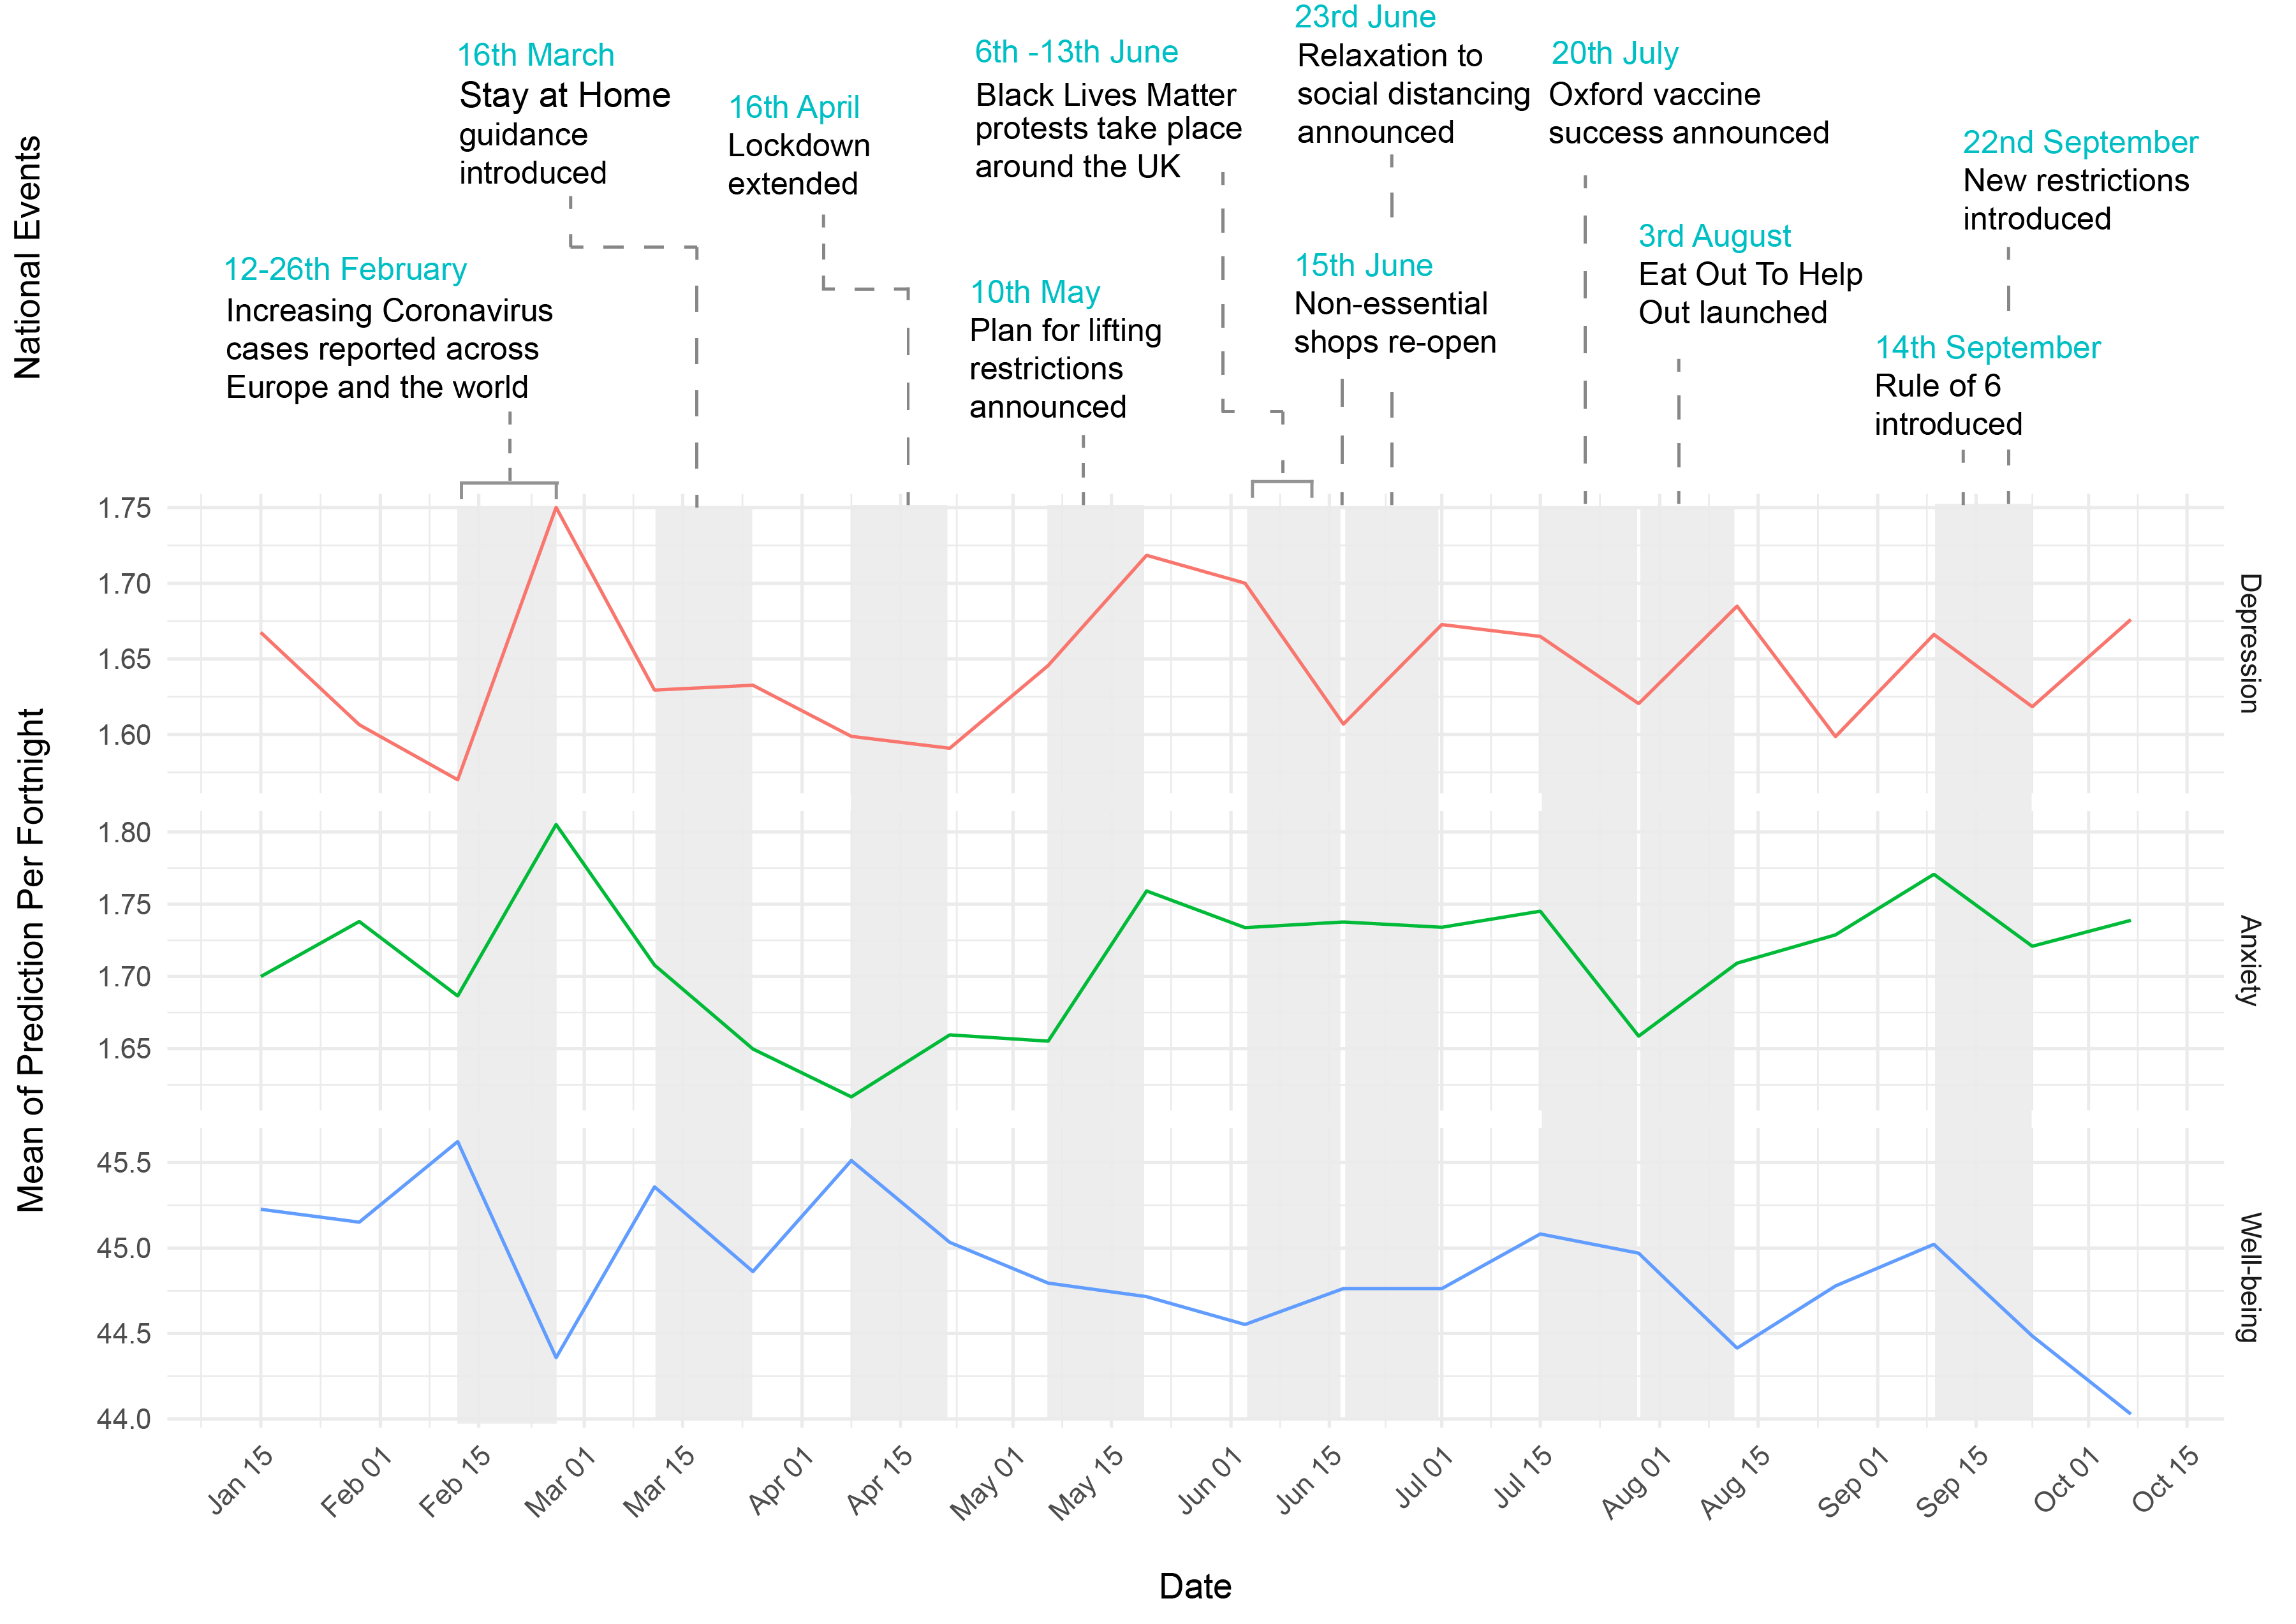 National Events
16th March
Stay at Home
guidance
introduced
16th April
Lockdown
extended
6th -13th June
Black Lives Matter
protests take place
around the UK
23rd June
Relaxation to
social distancing
announced
20th July
Oxford vaccine
success announced
22nd September
New restrictions
introduced
12-26th February
Increasing Coronavirus
cases reported across
Europe and the world
10th May
Plan for lifting
restrictions
announced
15th June
Non-essential
shops re-open
3rd August
Eat Out To Help
Out launched
14th September
Rule of 6
introduced
Mean of Prediction Per Fortnight
1.75
1.70
1.65
1.60
Depression
1.80
1.75
1.70
1.65
Anxiety
45.5
45.0
44.5
44.0
Well-being
Jan 15
Feb 01
Feb 15
Mar 01
Mar 15
Apr 01
Apr 15
May 01
May 15
Jun 01
Jun 15
Jul 01
Jul 15
Aug 01
Aug 15
Sep 01
Sep 15
Oct 01
Oct 15
Date